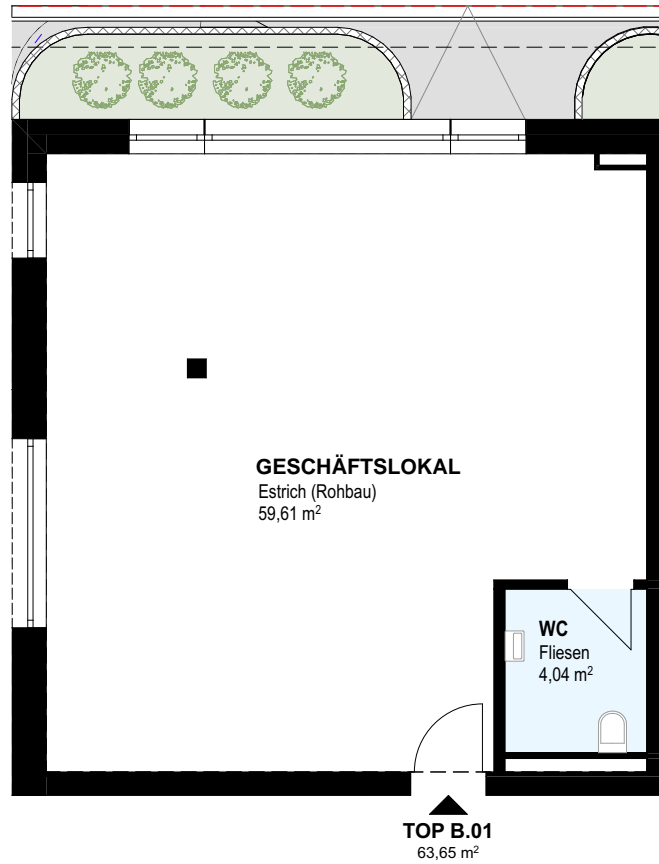 GESCHÄFTSLOKAL
Estrich (Rohbau)
59,61 m²
WC
Fliesen
4,04 m²
TOP B.01
63,65 m²